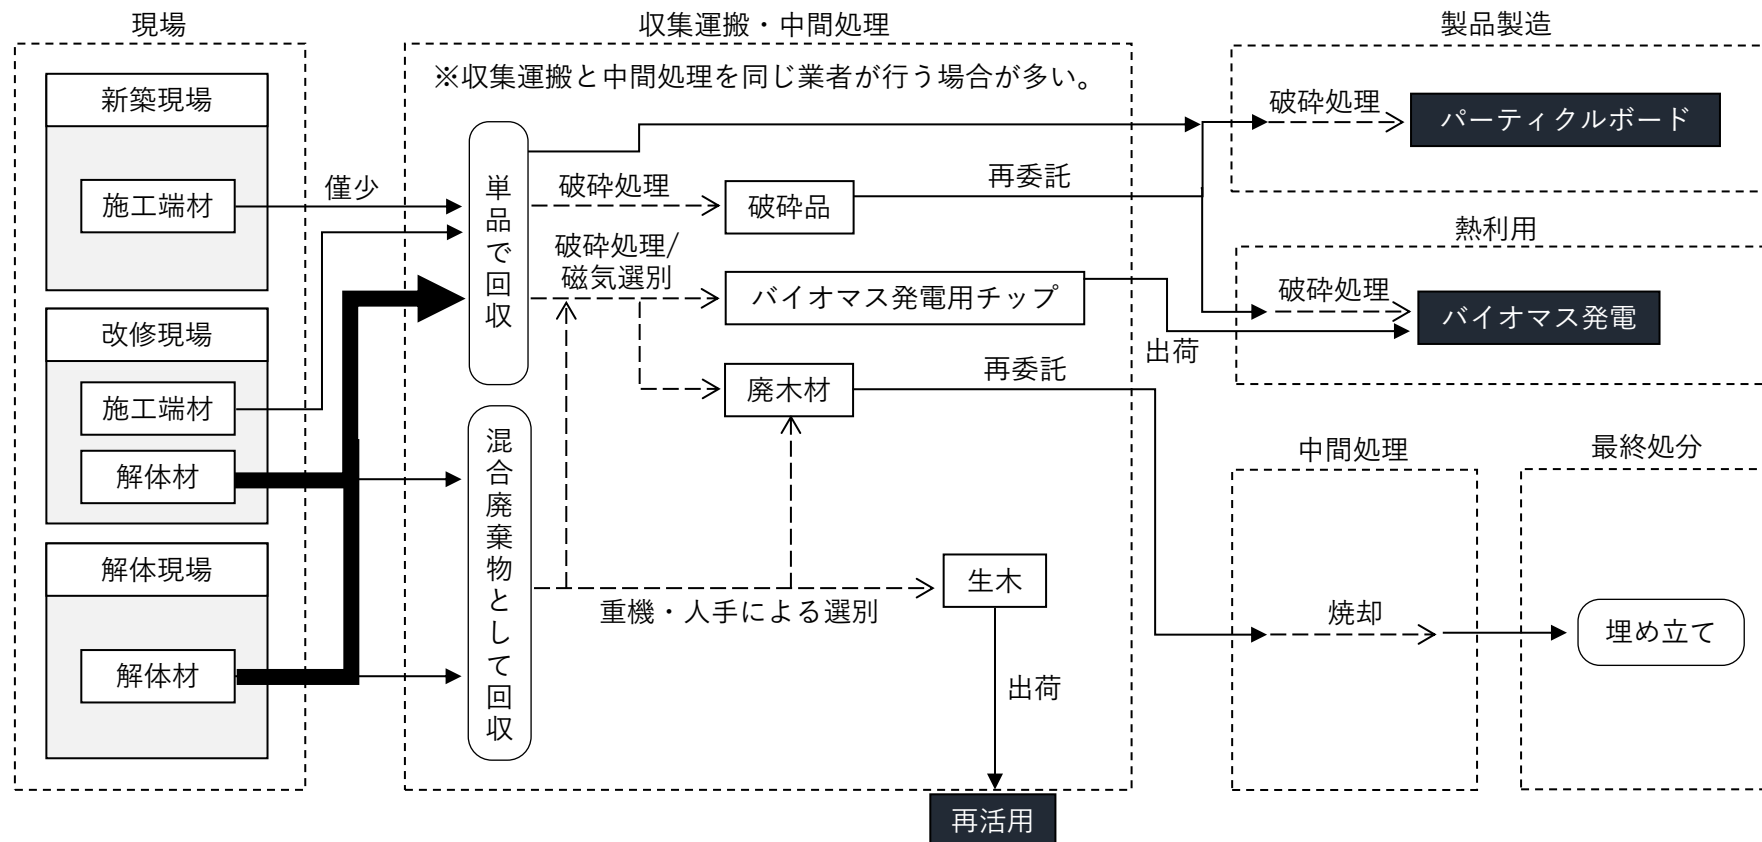 現場
新築現場
施工端材
改修現場
施工端材
解体材
解体現場
解体材
僅少
収集運搬・中間処理
※収集運搬と中間処理を同じ業者が行う場合が多い。
単品で回収
混合廃棄物として回収
破砕処理
破砕品
再委託
破砕処理/
磁気選別
バイオマス発電用チップ
出荷
廃木材
再委託
重機・人手による選別
生木
出荷
再活用
製品製造
破砕処理
パーティクルボード
熱利用
破砕処理
バイオマス発電
中間処理
焼却
最終処分
埋め立て